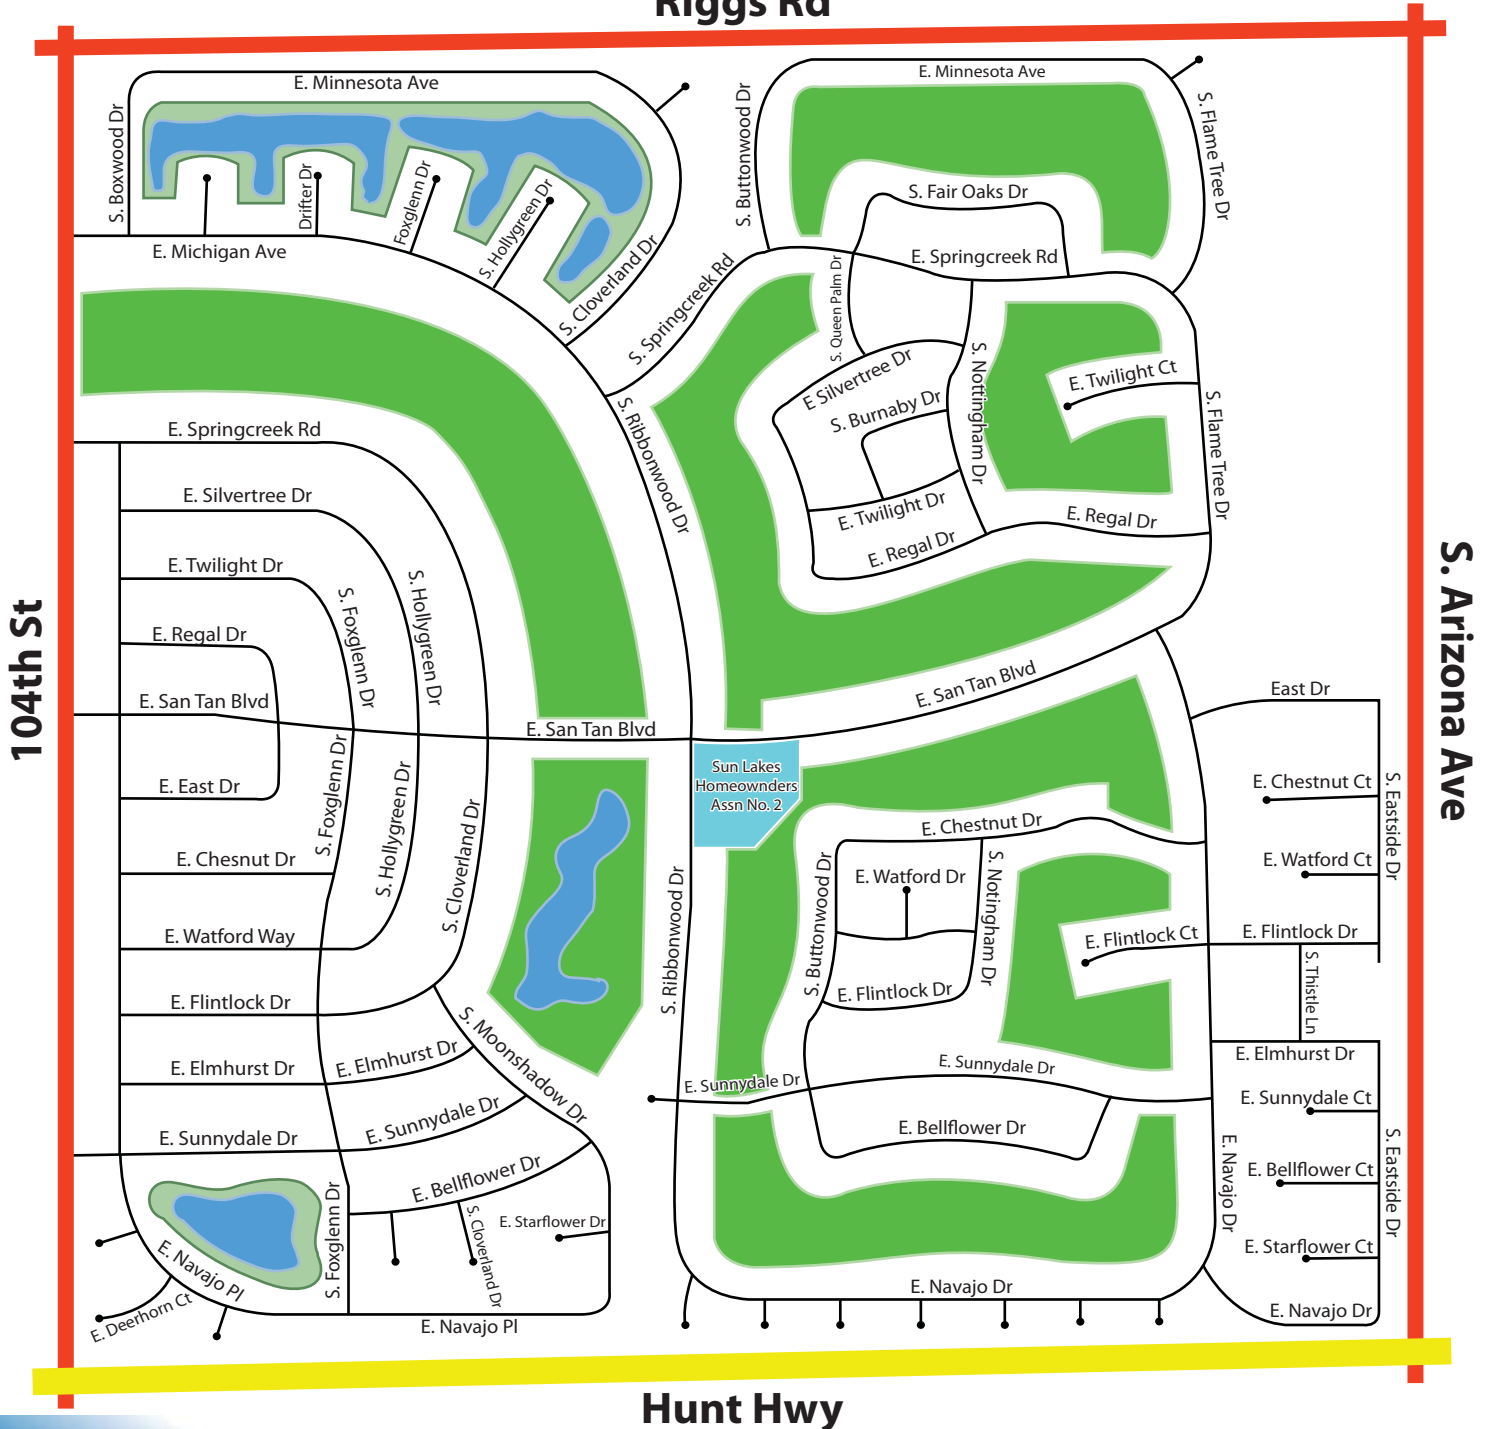 Riggs Rd
E. Minnesota Ave
E. Minnesota Ave
S. Boxwood Dr
S. Buttonwood Dr
S. Flame Tree Dr
Drifter Dr
Foxglenn Dr
S. Hollygreen Dr
S. Fair Oaks Dr
E. Michigan Ave
S. Cloverland Dr
S. Springcreek Rd
E. Springcreek Rd
S. Queen Palm Dr
E Silvertree Dr
S. Nottingham Dr
E. Twilight Ct
S. Burnaby Dr
S. Flame Tree Dr
S. Ribbonwood Dr
E. Springcreek Rd
E. Silvertree Dr
E. Twilight Dr
E. Regal Dr
E. Twilight Dr
E. Regal Dr
S. Foxglenn Dr
S. Hollygreen Dr
E. Regal Dr
104th St
S. Arizona Ave
E. San Tan Blvd
E. San Tan Blvd
E. San Tan Blvd
East Dr
Sun Lakes
Homeownders
Assn No. 2
E. East Dr
S. Foxglenn Dr
S. Hollygreen Dr
S. Cloverland Dr
E. Chestnut Ct
S. Eastside Dr
E. Chestnut Dr
E. Chesnut Dr
E. Watford Ct
E. Watford Dr
S. Buttonwood Dr
S. Notingham Dr
S. Ribbonwood Dr
E. Watford Way
E. Flintlock Ct
E. Flintlock Dr
E. Flintlock Dr
S. Thistle Ln
E. Flintlock Dr
S. Moonshadow Dr
E. Elmhurst Dr
E. Elmhurst Dr
E. Elmhurst Dr
E. Sunnydale Dr
E. Sunnydale Dr
E. Sunnydale Ct
E. Sunnydale Dr
E. Sunnydale Dr
E. Bellflower Dr
E. Bellflower Dr
E. Bellflower Ct
E. Navajo Dr
S. Eastside Dr
S. Foxglenn Dr
S. Cloverland Dr
E. Starflower Dr
E. Starflower Ct
E. Navajo Pl
E. Deerhorn Ct
E. Navajo Pl
E. Navajo Dr
E. Navajo Dr
Hunt Hwy